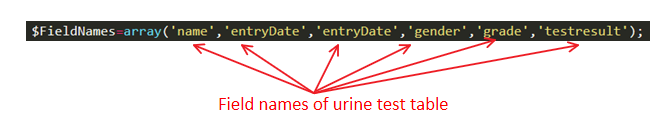 $FieldNames=array('name','entryDate','entryDate','gender','grade','testresult');
Field names of urine test table